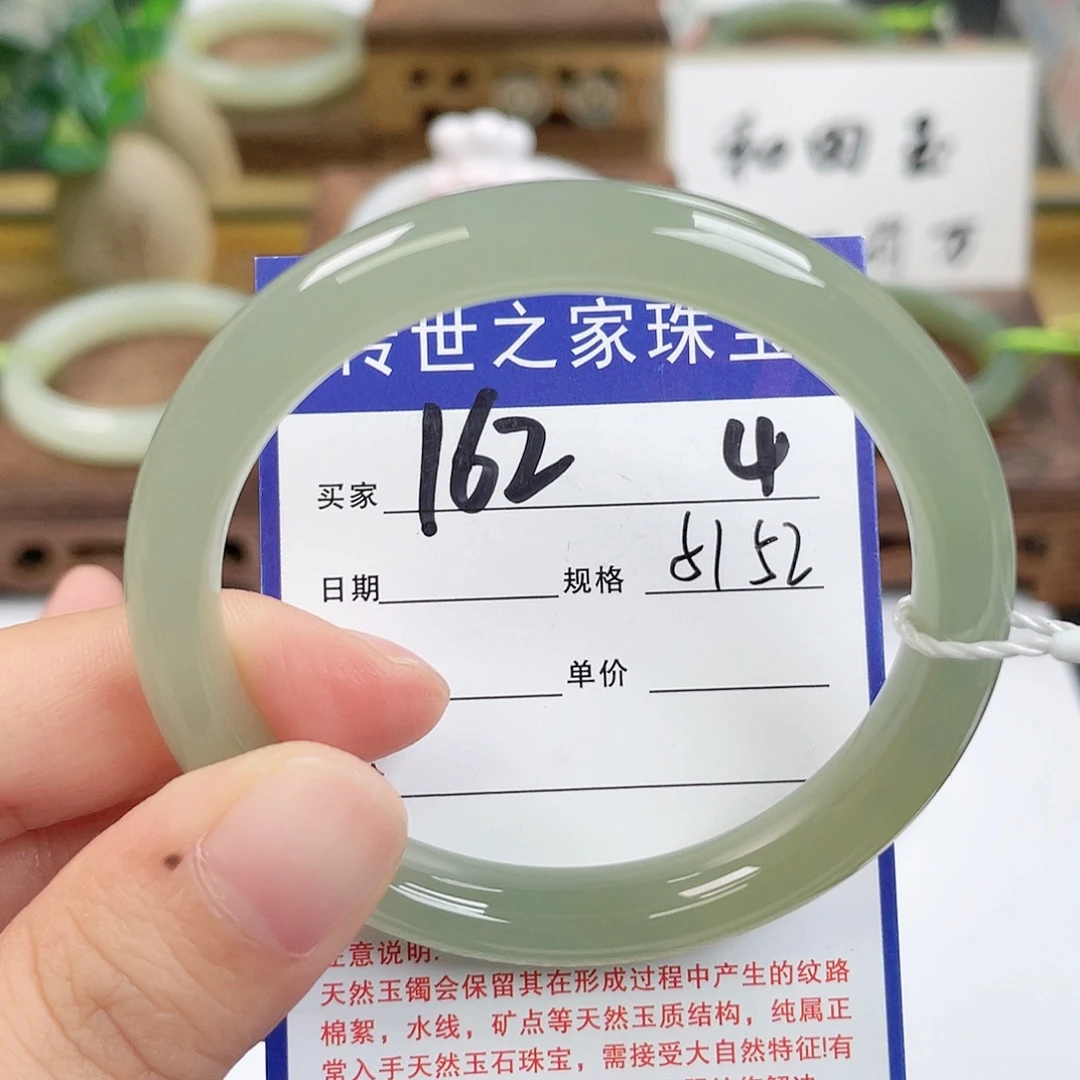 和田玉
传世之家珠玉
买家 162 4
日期 规格 8152
单价
注意说明:
天然玉镯会保留其在形成过程中产生的纹路
棉絮，水线，矿点等天然玉质结构，纯属正
常入手天然玉石珠宝，需接受大自然特征!有